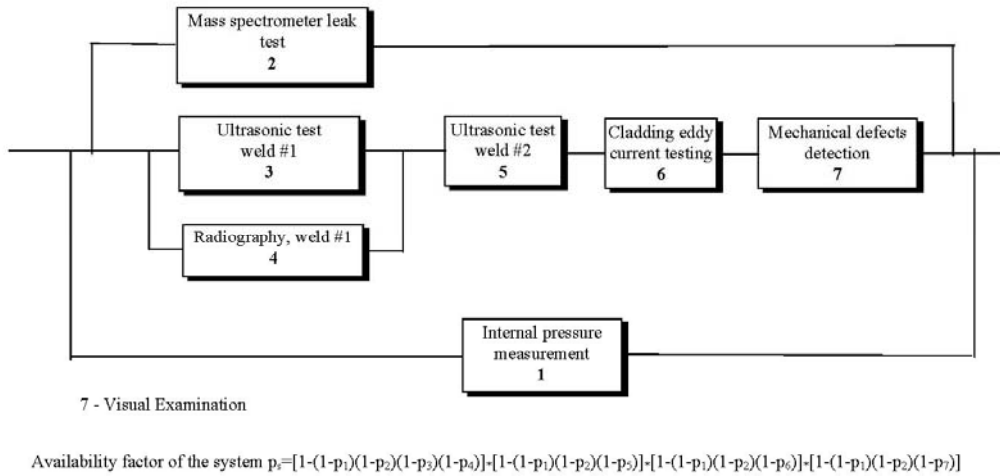 Mass spectrometer leak
test
2
Ultrasonic test
weld #1
3
Ultrasonic test
weld #2
5
Cladding eddy
current testing
6
Mechanical defects
detection
7
Radiography, weld #1
4
Internal pressure
measurement
1
7 - Visual Examination
Availability factor of the system pₛ=[1-(1-p₁)(1-p₂)(1-p₃)(1-p₄)]*[1-(1-p₁)(1-p₂)(1-p₅)]*[1-(1-p₁)(1-p₂)(1-p₆)]*[1-(1-p₁)(1-p₂)(1-p₇)]